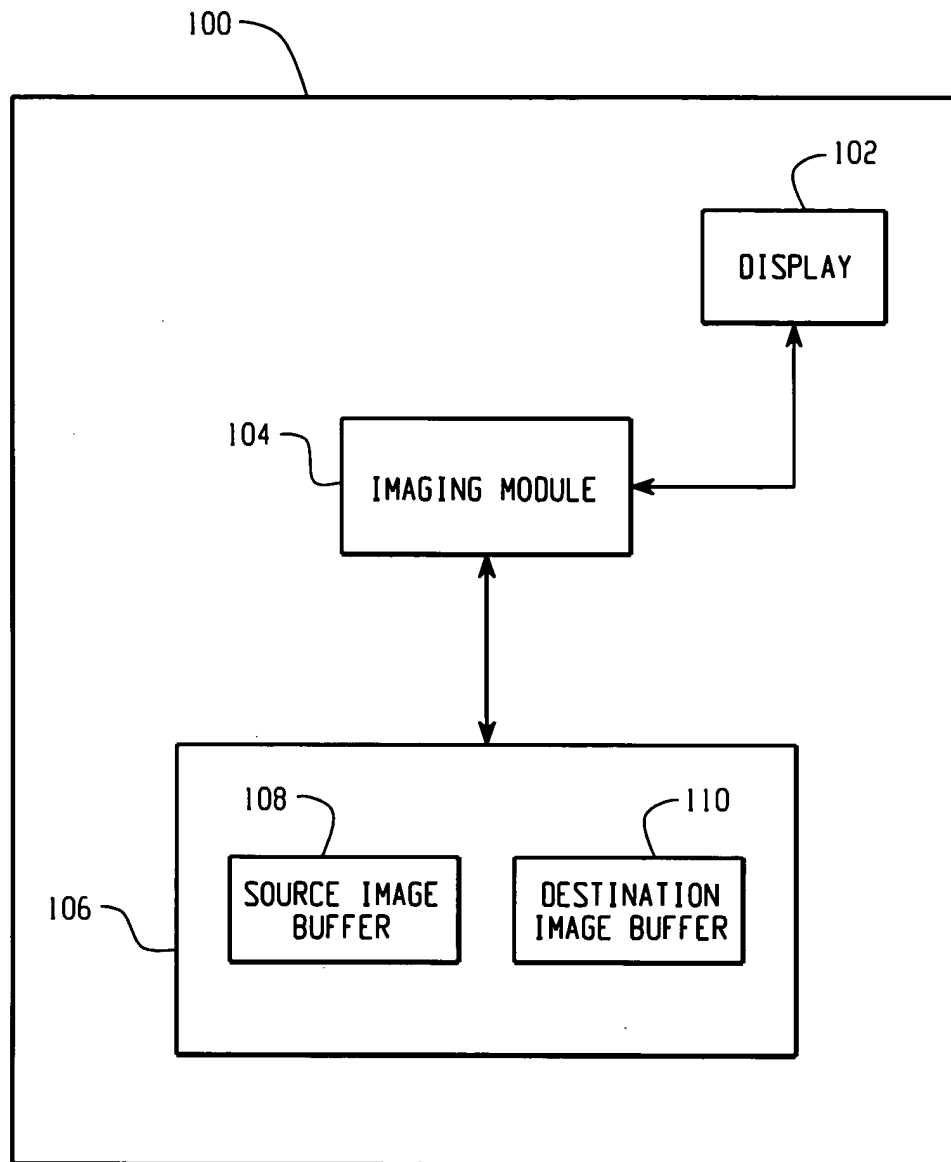 100
102
DISPLAY
104
IMAGING MODULE
108
110
SOURCE IMAGE
BUFFER
DESTINATION
IMAGE BUFFER
106